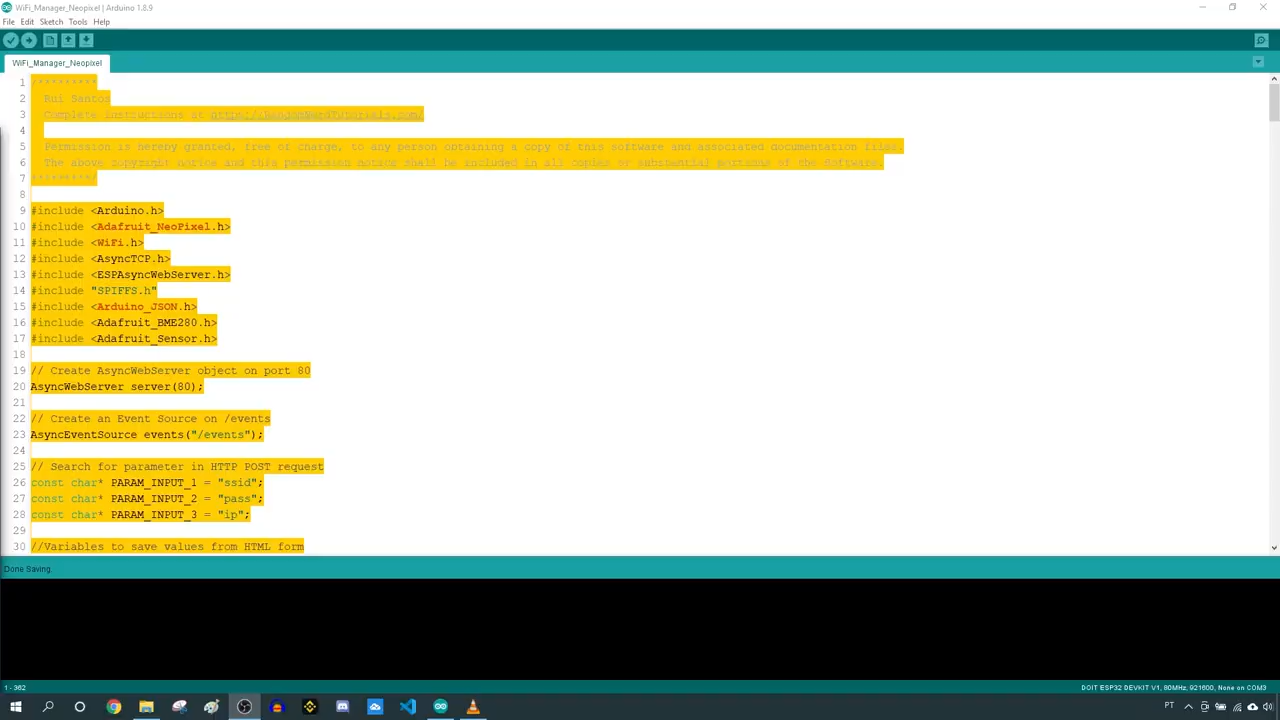 WiFi_Manager_Neopixel | Arduino 1.8.9
File Edit Sketch Tools Help
WiFi_Manager_Neopixel
1 **********
2 Rui Santos
3 Complete instructions at https://RandomNerdTutorials.com/
4
5 Permission is hereby granted, free of charge, to any person obtaining a copy of this software and associated documentation files.
6 The above copyright notice and this permission notice shall be included in all copies or substantial portions of the Software.
7 *********/
8
9 #include <Arduino.h>
10 #include <Adafruit_NeoPixel.h>
11 #include <WiFi.h>
12 #include <AsyncTCP.h>
13 #include <ESPAsyncWebServer.h>
14 #include "SPIFFS.h"
15 #include <Arduino_JSON.h>
16 #include <Adafruit_BME280.h>
17 #include <Adafruit_Sensor.h>
18
19 // Create AsyncWebServer object on port 80
20 AsyncWebServer server(80);
21
22 // Create an Event Source on /events
23 AsyncEventSource events("/events");
24
25 // Search for parameter in HTTP POST request
26 const char* PARAM_INPUT_1 = "ssid";
27 const char* PARAM_INPUT_2 = "pass";
28 const char* PARAM_INPUT_3 = "ip";
29
30 //Variables to save values from HTML form
Done Saving.
1 - 362
DOIT ESP32 DEVKIT V1, 80MHz, 921600, None on COM3
PT